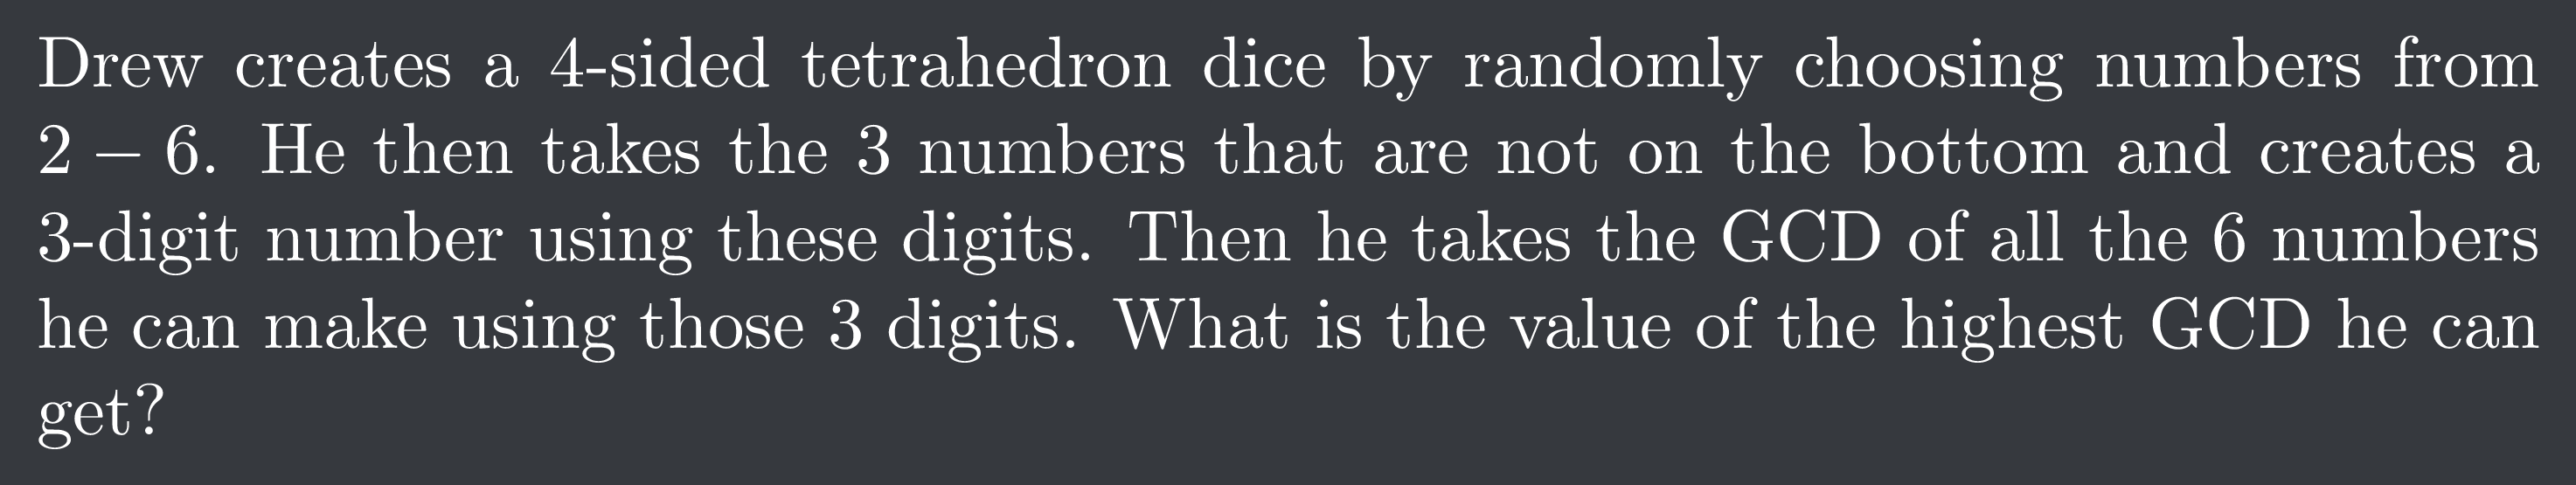 Drew creates a 4-sided tetrahedron dice by randomly choosing numbers from
2 − 6. He then takes the 3 numbers that are not on the bottom and creates a
3-digit number using these digits. Then he takes the GCD of all the 6 numbers
he can make using those 3 digits. What is the value of the highest GCD he can
get?